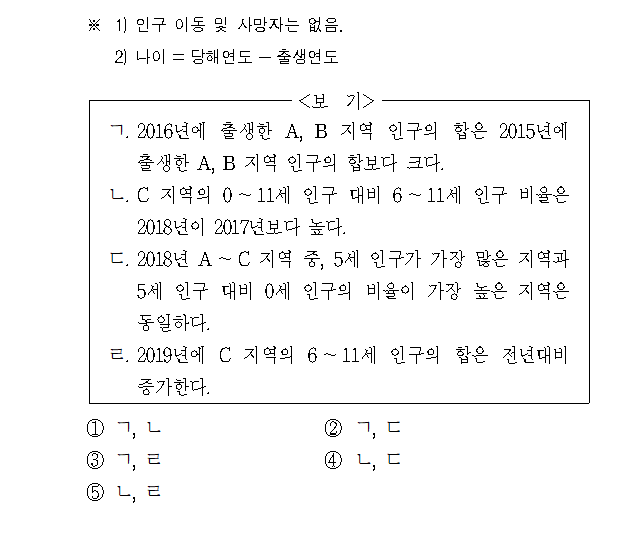 ※ 1) 인구 이동 및 사망자는 없음.
2) 나이 = 당해연도 - 출생연도
<보 기>
ㄱ. 2016년에 출생한 A, B 지역 인구의 합은 2015년에
출생한 A, B 지역 인구의 합보다 크다.
ㄴ. C 지역의 0 ~ 11세 인구 대비 6 ~ 11세 인구 비율은
2018년이 2017년보다 높다.
ㄷ. 2018년 A ~ C 지역 중, 5세 인구가 가장 많은 지역과
5세 인구 대비 0세 인구의 비율이 가장 높은 지역은
동일하다.
ㄹ. 2019년에 C 지역의 6 ~ 11세 인구의 합은 전년대비
증가한다.
① ㄱ, ㄴ ② ㄱ, ㄷ
③ ㄱ, ㄹ ④ ㄴ, ㄷ
⑤ ㄴ, ㄹ